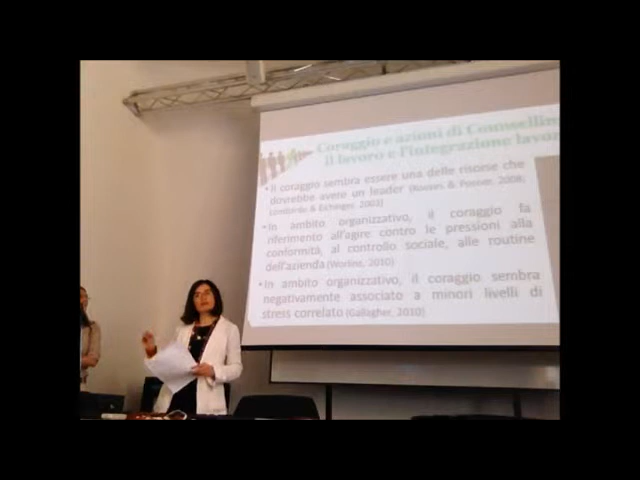 Coraggio e azioni di Counselling
il lavoro e l'integrazione lavo
• Il coraggio sembra essere una delle risorse che
dovrebbe avere un leader (Kouzes & Posner, 2008;
Lombardo & Eichinger, 2003)
• In ambito organizzativo, il coraggio fa
riferimento all'agire contro le pressioni alla
conformità, al controllo sociale, alle routine
dell'azienda (Worline, 2010)
• In ambito organizzativo, il coraggio sembra
negativamente associato a minori livelli di
stress correlato (Gallagher, 2010)